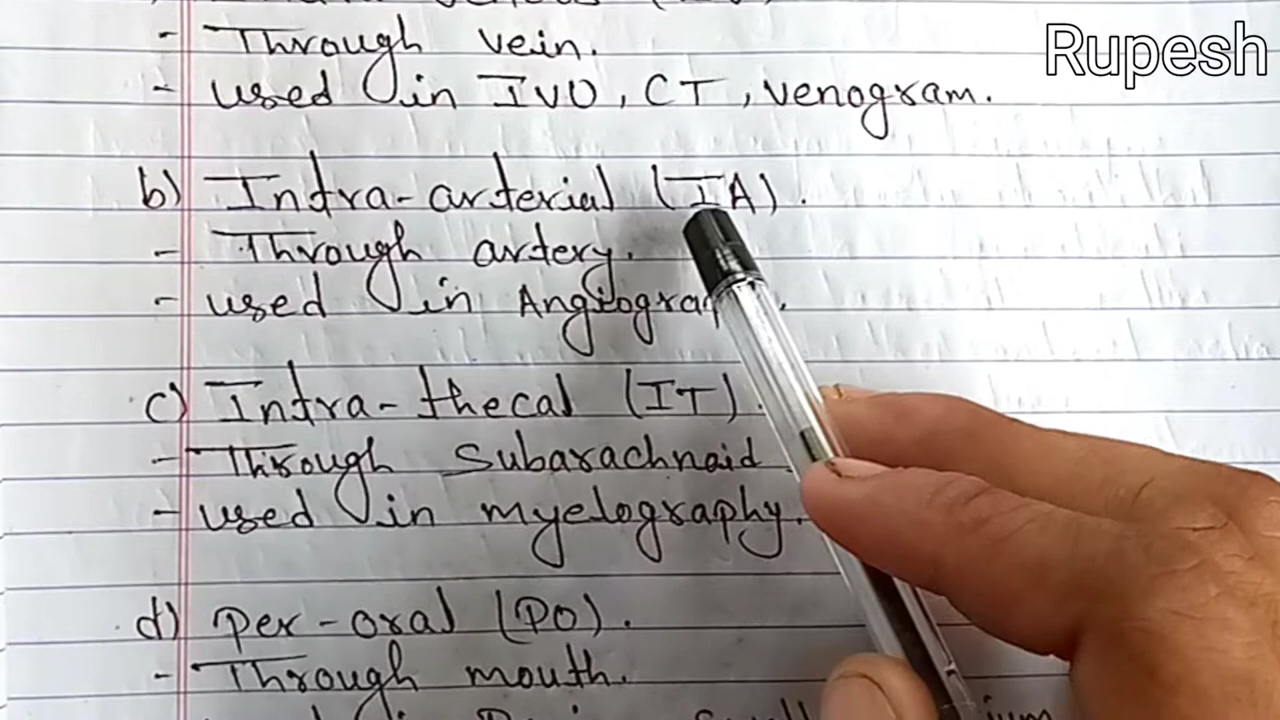 - Through vein.
- used in IVU, CT, venogram.
Rupesh
b) Intra-arterial (IA).
- Through artery.
- used in
c) Intra-thecal (IT).
- Through Subarachnoid
- used in myelography.
d) per-oral (PO).
- Through mouth.